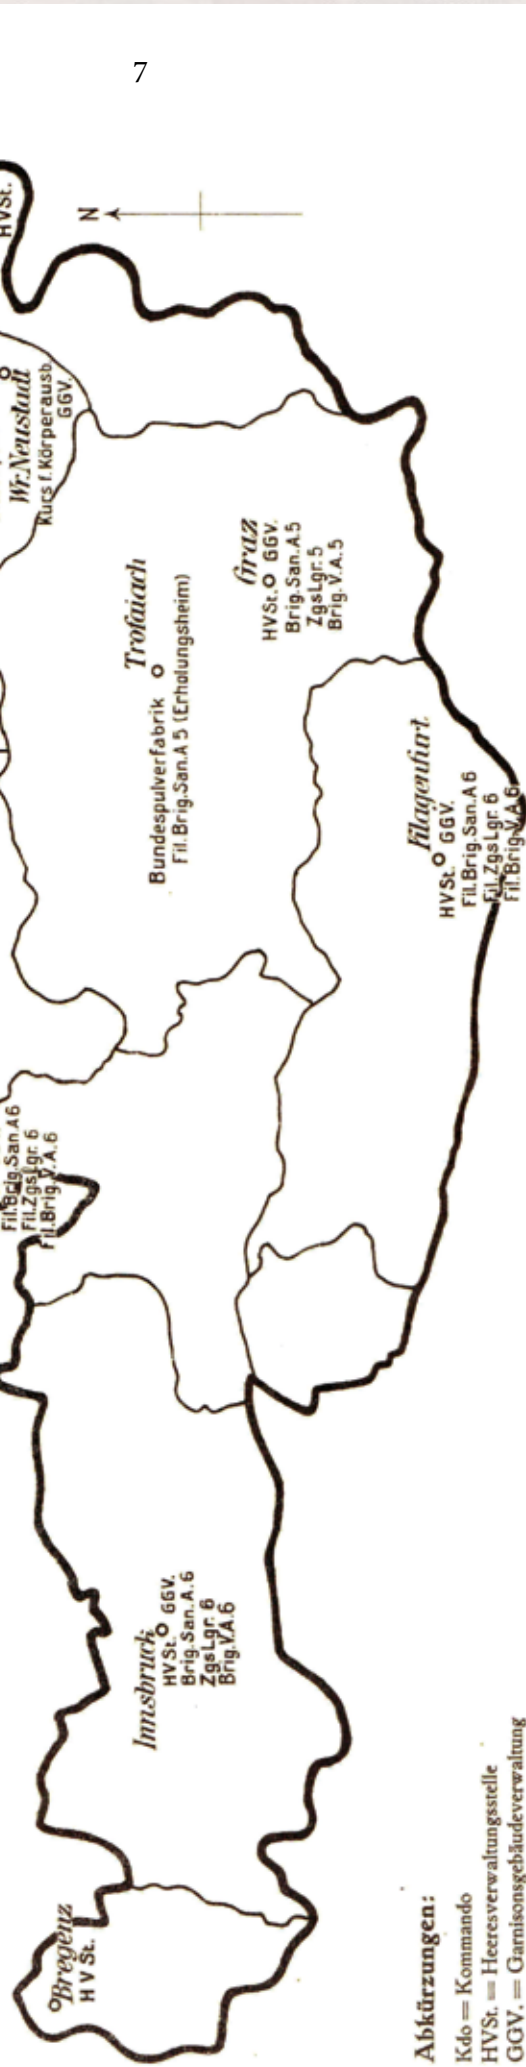 7
HVSt.
N
Wr.Neustadt
Kurs f.Körperausb.
GGV.
Trofaiach
Bundespulverfabrik
Fil.Brig.San.A 5 (Erholungsheim)
Graz
HVSt. GGV.
Brig.San.A.5
ZgsLgr.5
Brig.V.A.5
Klagenfurt
HVSt. GGV.
Fil.Brig.San.A 6
Fil.ZgsLgr. 6
Fil.Brig.V.A.6
Fil.Brig.San.A6
Fil.ZgsLgr. 6
Fil.Brig.V.A.6
Innsbruck
HVSt. GGV.
Brig.San.A.6
ZgsLgr. 6
Brig.V.A.6
Bregenz
HVSt.
Abkürzungen:
Kdo = Kommando
HVSt. = Heeresverwaltungsstelle
GGV. = Garnisonsgebäudeverwaltung